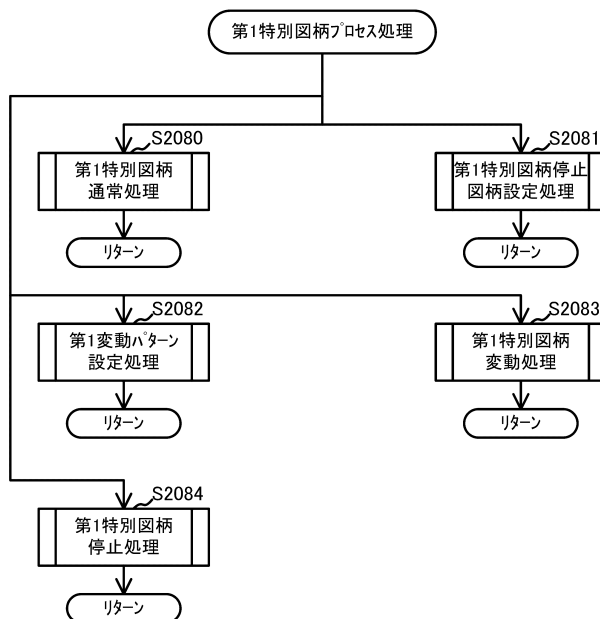 第1特別図柄プロセス処理
S2080
第1特別図柄
通常処理
リターン
S2081
第1特別図柄停止
図柄設定処理
リターン
S2082
第1変動パターン
設定処理
リターン
S2083
第1特別図柄
変動処理
リターン
S2084
第1特別図柄
停止処理
リターン